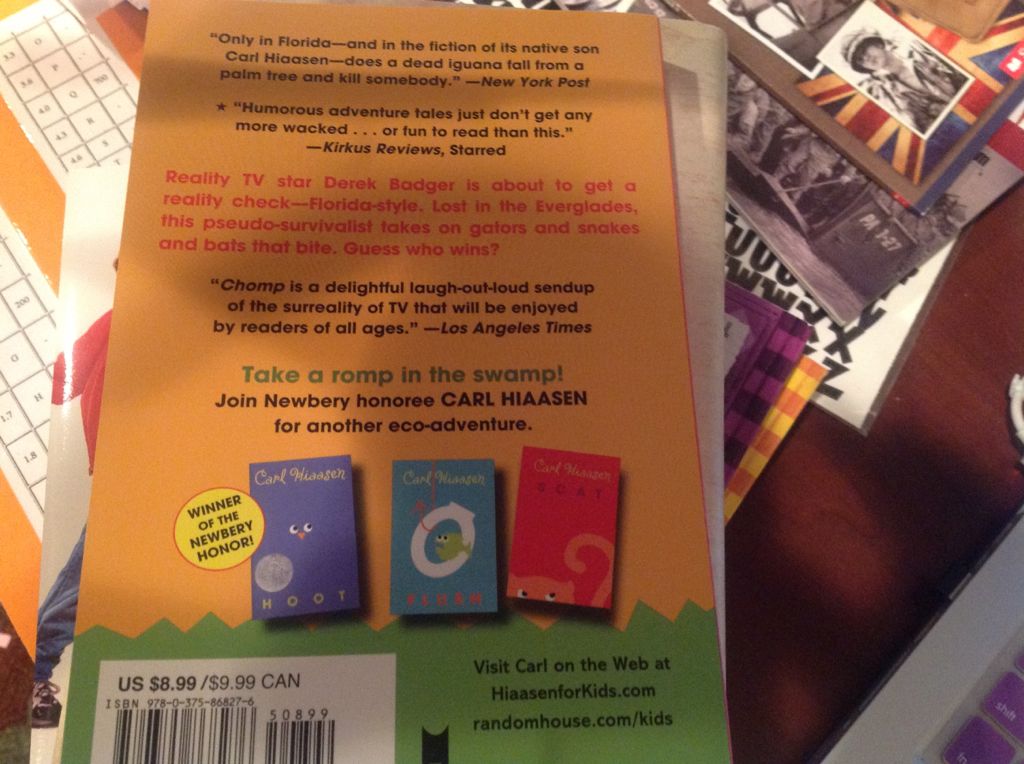 "Only in Florida—and in the fiction of its native son
Carl Hiaasen—does a dead iguana fall from a
palm tree and kill somebody." —New York Post
★ "Humorous adventure tales just don't get any
more wacked . . . or fun to read than this."
—Kirkus Reviews, Starred
Reality TV star Derek Badger is about to get a
reality check—Florida-style. Lost in the Everglades,
this pseudo-survivalist takes on gators and snakes
and bats that bite. Guess who wins?
"Chomp is a delightful laugh-out-loud sendup
of the surreality of TV that will be enjoyed
by readers of all ages." —Los Angeles Times
Take a romp in the swamp!
Join Newbery honoree CARL HIAASEN
for another eco-adventure.
WINNER
OF THE
NEWBERY
HONOR!
Carl Hiaasen
HOOT
Carl Hiaasen
FLUSH
Carl Hiaasen
SCAT
US $8.99/$9.99 CAN
ISBN 978-0-375-86827-6
50899
Visit Carl on the Web at
HiaasenforKids.com
randomhouse.com/kids
PA 1-27
shift
fn